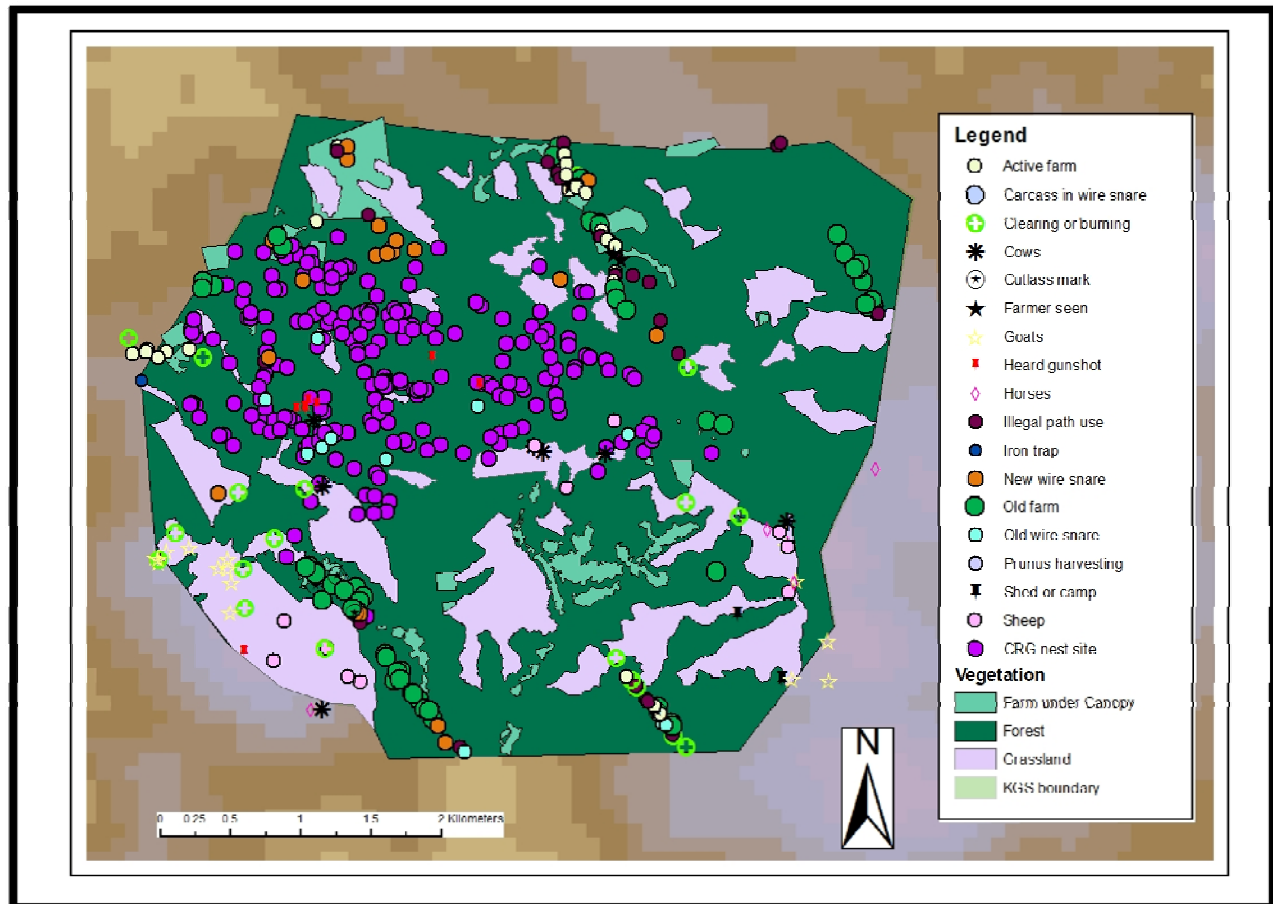 Legend
Active farm
Carcass in wire snare
Clearing or burning
Cows
Cutlass mark
Farmer seen
Goats
Heard gunshot
Horses
Illegal path use
Iron trap
New wire snare
Old farm
Old wire snare
Prunus harvesting
Shed or camp
Sheep
CRG nest site
Vegetation
Farm under Canopy
Forest
Grassland
KGS boundary
N
0 0.25 0.5 1 1.5 2 Kilometers